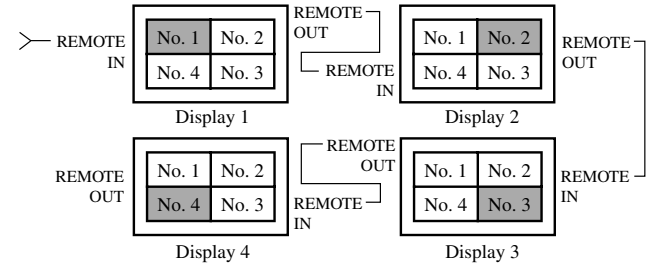 REMOTE
IN
No. 1 No. 2
No. 4 No. 3
Display 1
REMOTE
OUT
REMOTE
IN
No. 1 No. 2
No. 4 No. 3
Display 2
REMOTE
OUT
REMOTE
OUT
No. 1 No. 2
No. 4 No. 3
Display 4
REMOTE
OUT
REMOTE
IN
No. 1 No. 2
No. 4 No. 3
Display 3
REMOTE
IN